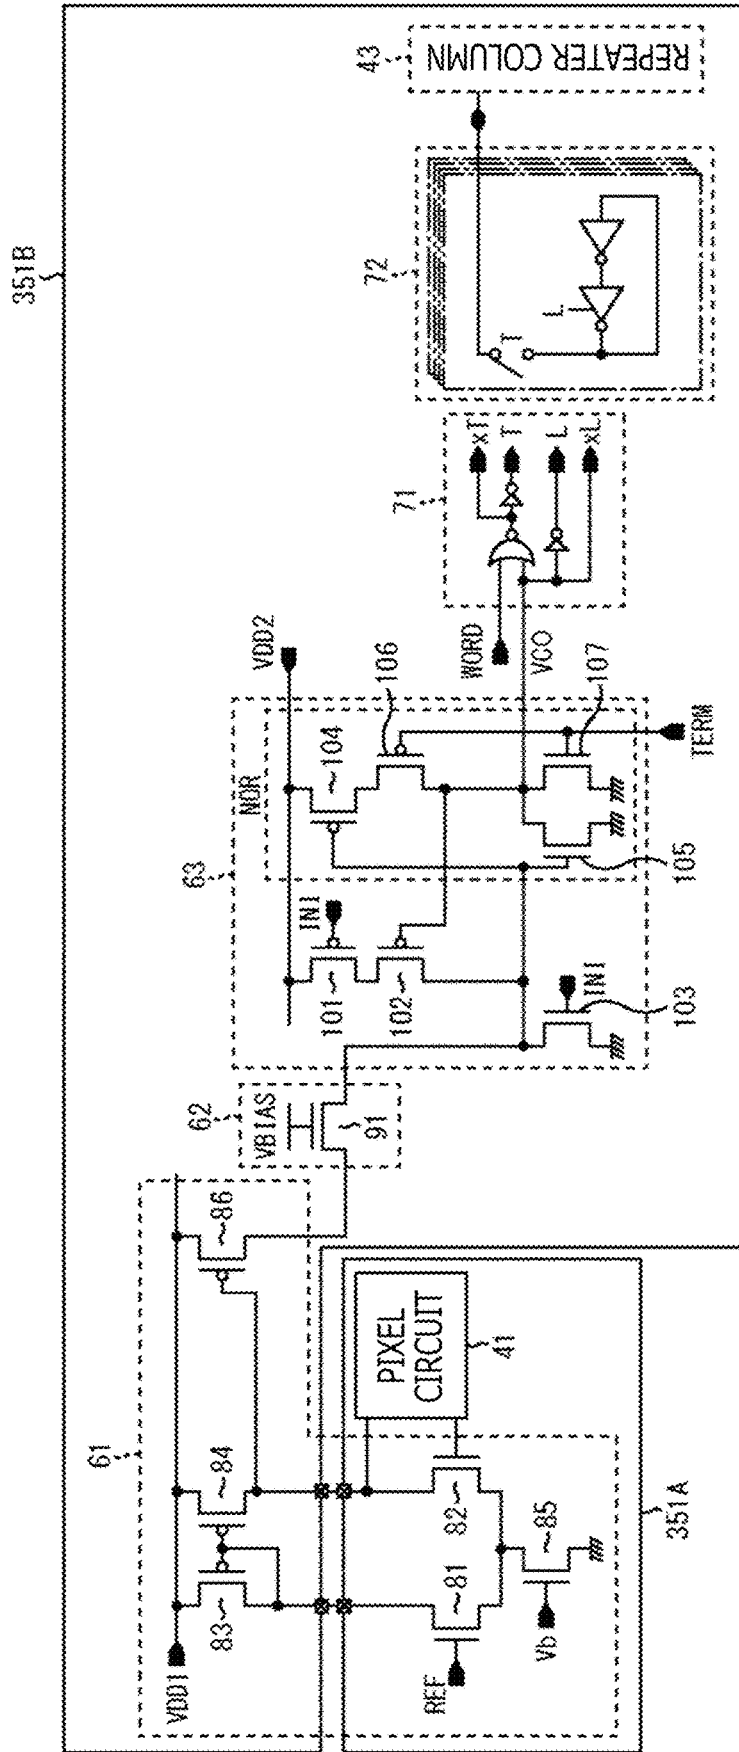 351B
61
VDD1
83
84
86
REF
81
82
Vb
85
PIXEL
CIRCUIT
41
351A
62
VBIAS
91
63
INI
101
102
INI
103
NOR
104
VDD2
106
105
107
TERM
WORD
VCO
71
xT
T
L
xL
72
T
L
43
REPEATER COLUMN